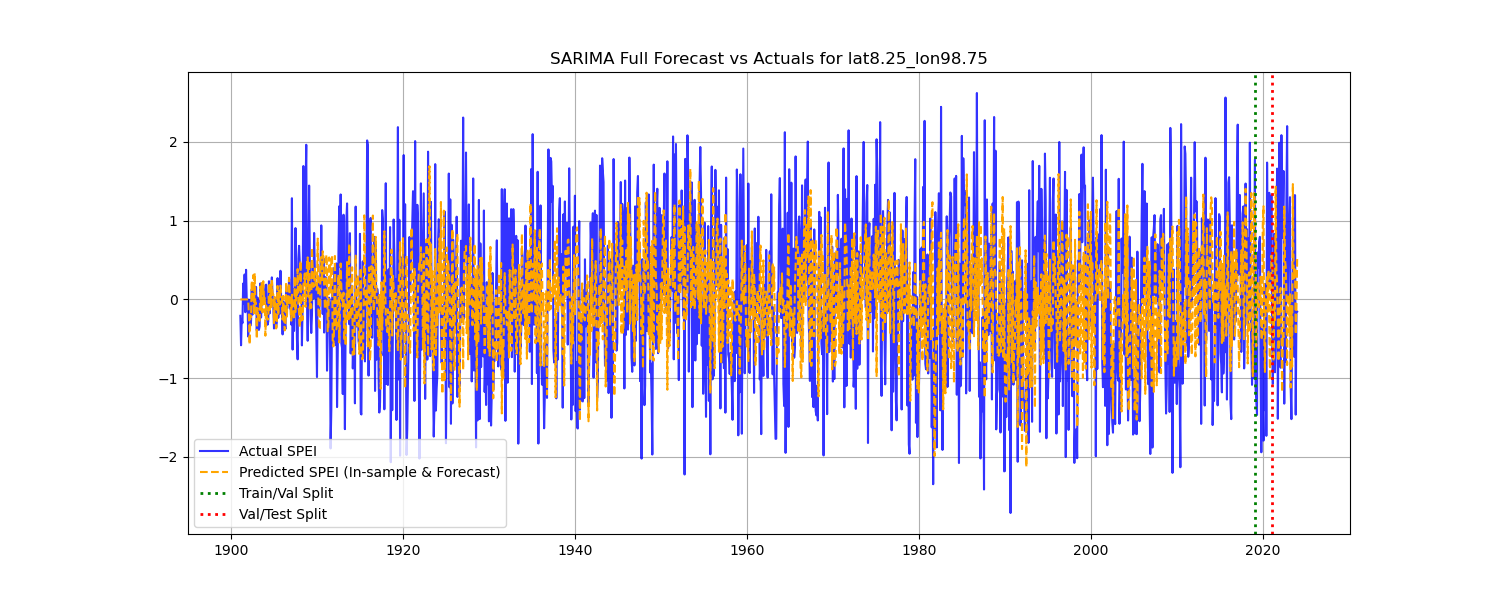 SARIMA Full Forecast vs Actuals for lat8.25_lon98.75
2
1
0
−1
−2
Actual SPEI
Predicted SPEI (In-sample & Forecast)
Train/Val Split
Val/Test Split
1900 1920 1940 1960 1980 2000 2020